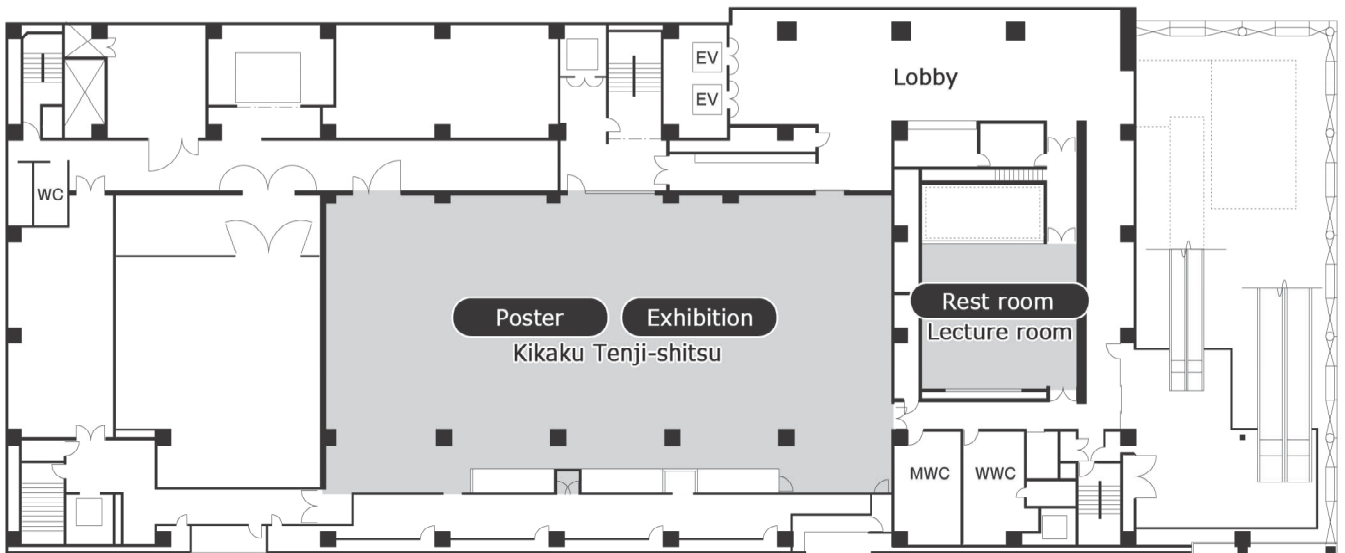 EV
EV
Lobby
WC
Poster Exhibition
Kikaku Tenji-shitsu
Rest room
Lecture room
MWC WWC